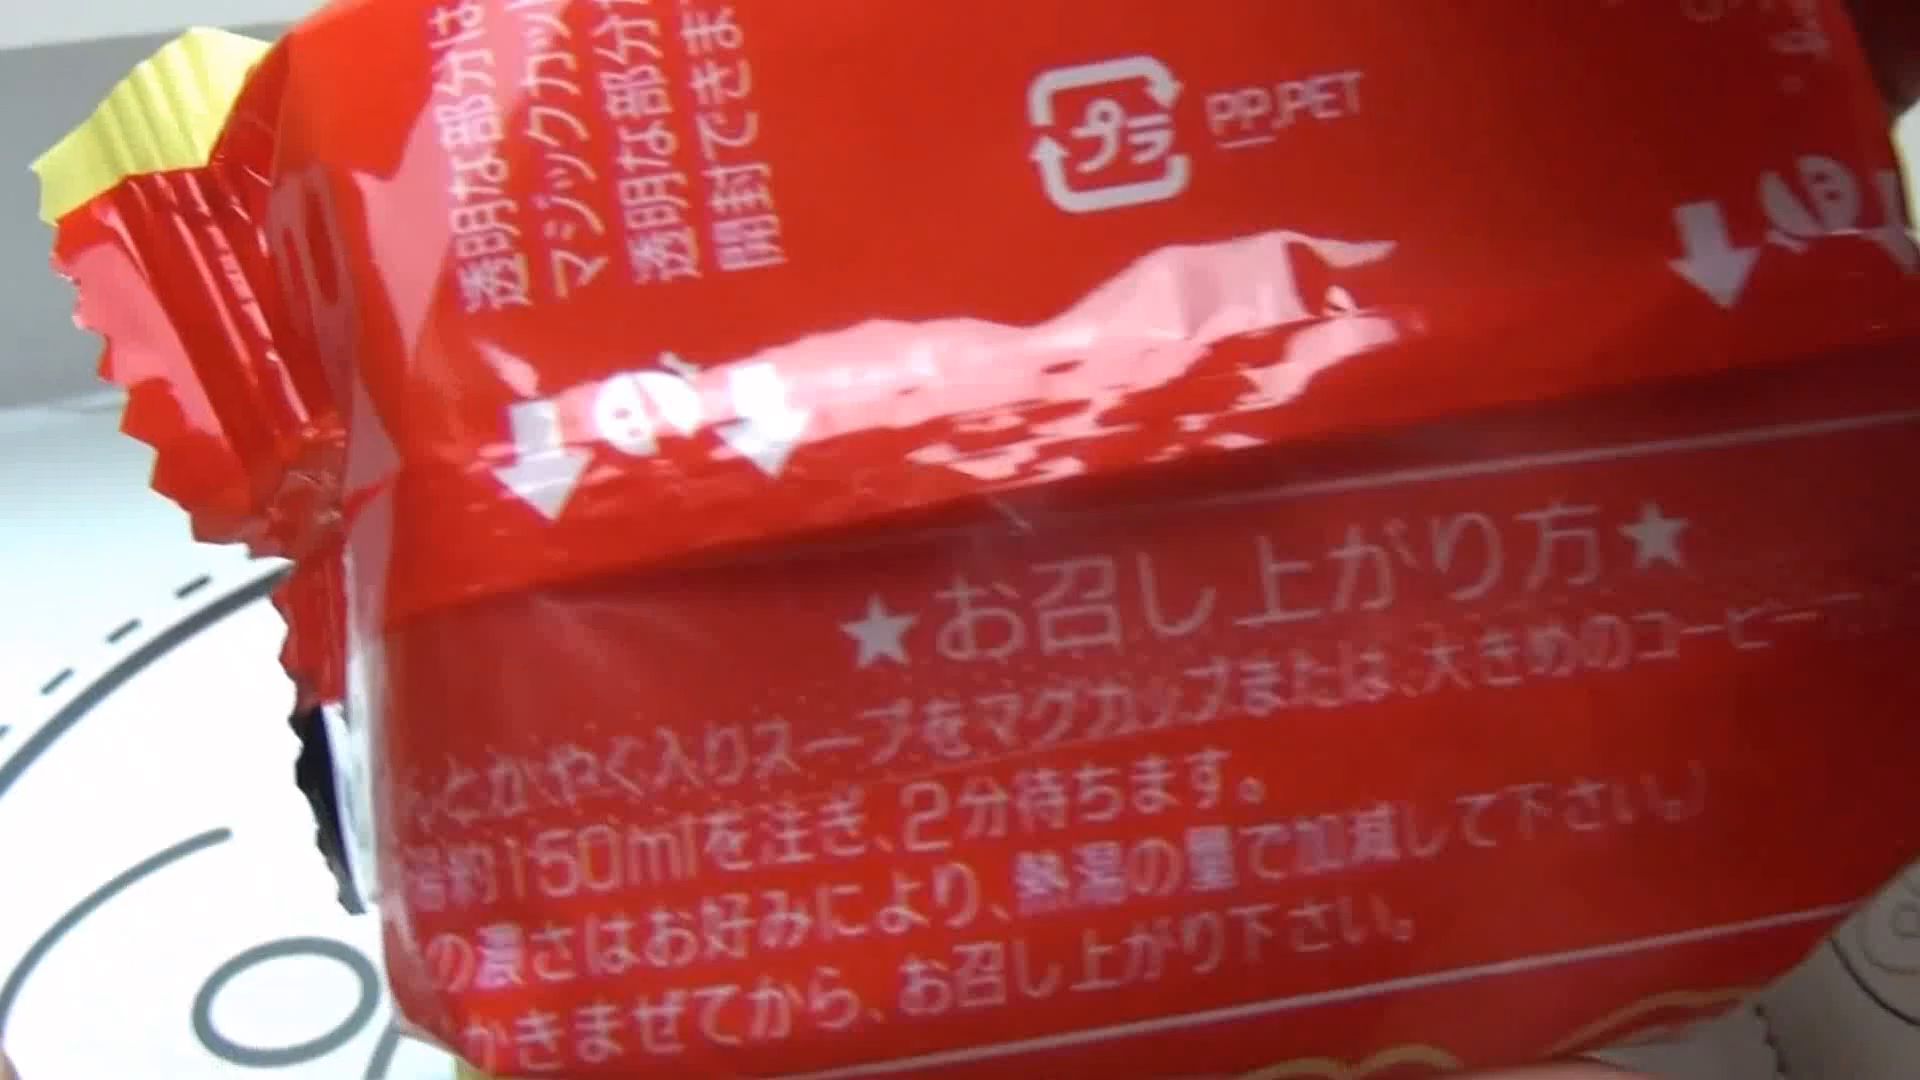 透明な部分は
マジックカット
透明な部分
開封できま
プラ
PP,PET
★お召し上がり方★
とかやく入りスープをマグカップまたは、大きめのコーヒー
約150mlを注ぎ、2分待ちます。
の濃さはお好みにより、熱湯の量で加減して下さい。)
かきまぜてから、お召し上がり下さい。